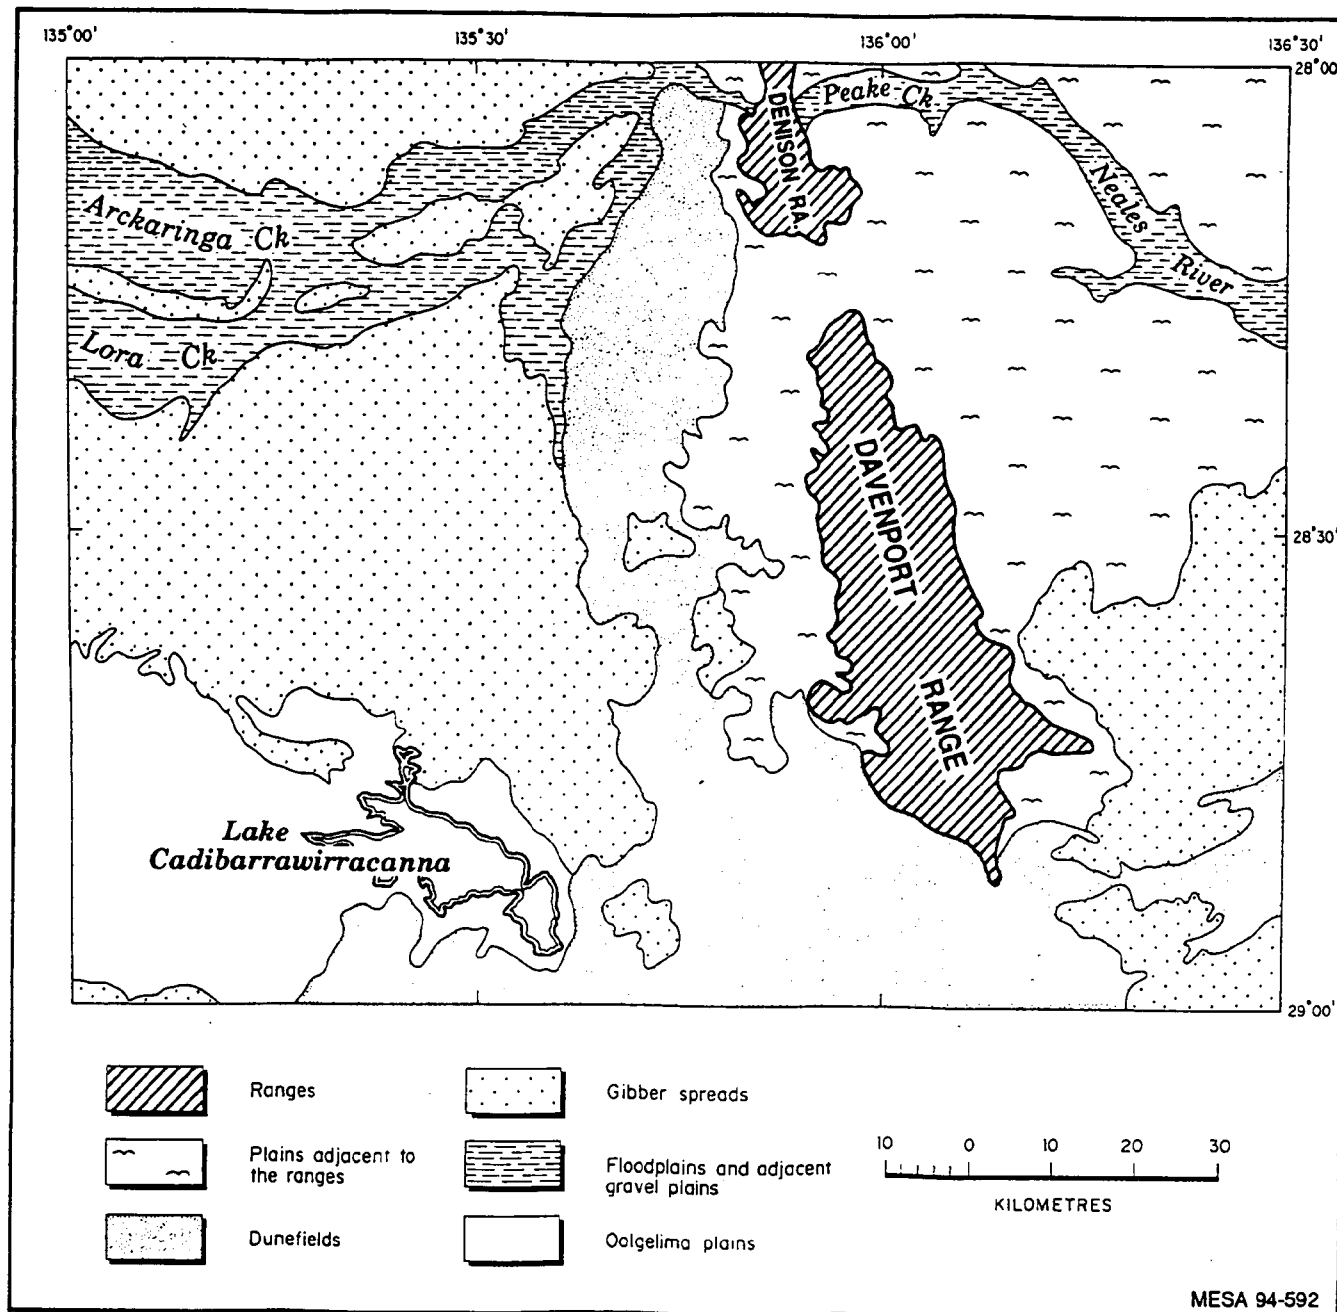 135°00'
135°30'
136°00'
136°30'
28°00'
Peake Ck
DENISON RA.
Neales
River
Arckaringa Ck
Lora Ck
DAVENPORT
RANGE
28°30'
Lake
Cadibarrawirracanna
29°00'
Ranges
Gibber spreads
Plains adjacent to
the ranges
Floodplains and adjacent
gravel plains
Dunefields
Oolgelima plains
10 0 10 20 30
KILOMETRES
MESA 94-592